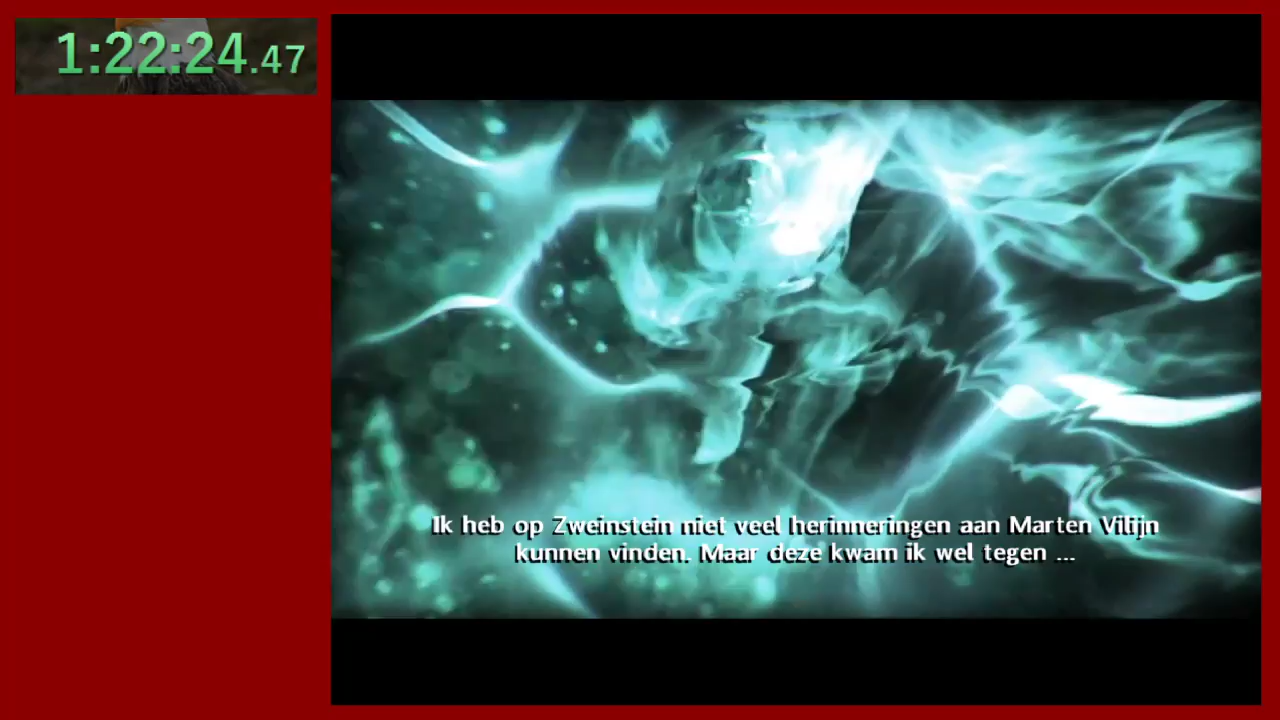 1:22:24.47
Ik heb op Zweinstein niet veel herinneringen aan Marten Vilijn
kunnen vinden. Maar deze kwam ik wel tegen ...